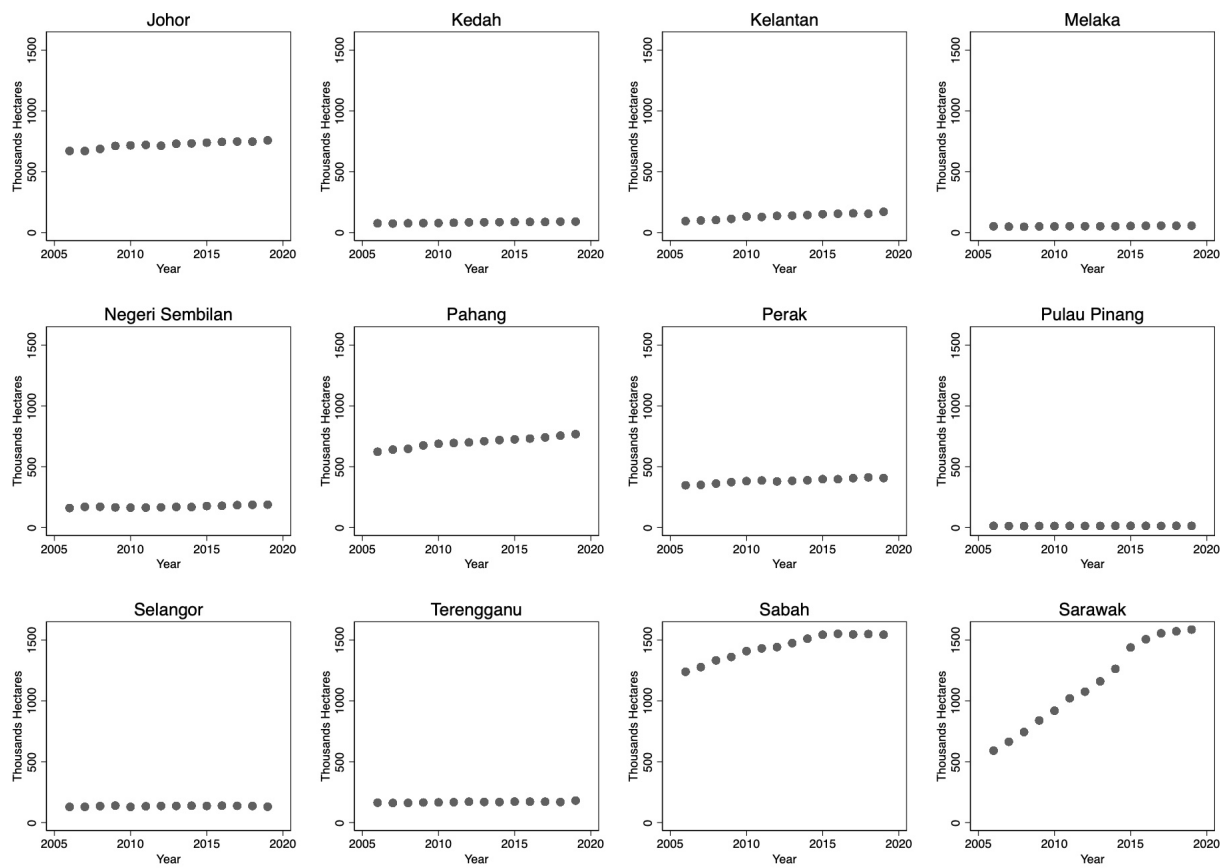 Johor
Thousands Hectares
0 500 1000 1500
2005 2010 2015 2020
Year
Kedah
Thousands Hectares
0 500 1000 1500
2005 2010 2015 2020
Year
Kelantan
Thousands Hectares
0 500 1000 1500
2005 2010 2015 2020
Year
Melaka
Thousands Hectares
0 500 1000 1500
2005 2010 2015 2020
Year
Negeri Sembilan
Thousands Hectares
0 500 1000 1500
2005 2010 2015 2020
Year
Pahang
Thousands Hectares
0 500 1000 1500
2005 2010 2015 2020
Year
Perak
Thousands Hectares
0 500 1000 1500
2005 2010 2015 2020
Year
Pulau Pinang
Thousands Hectares
0 500 1000 1500
2005 2010 2015 2020
Year
Selangor
Thousands Hectares
0 500 1000 1500
2005 2010 2015 2020
Year
Terengganu
Thousands Hectares
0 500 1000 1500
2005 2010 2015 2020
Year
Sabah
Thousands Hectares
0 500 1000 1500
2005 2010 2015 2020
Year
Sarawak
Thousands Hectares
0 500 1000 1500
2005 2010 2015 2020
Year